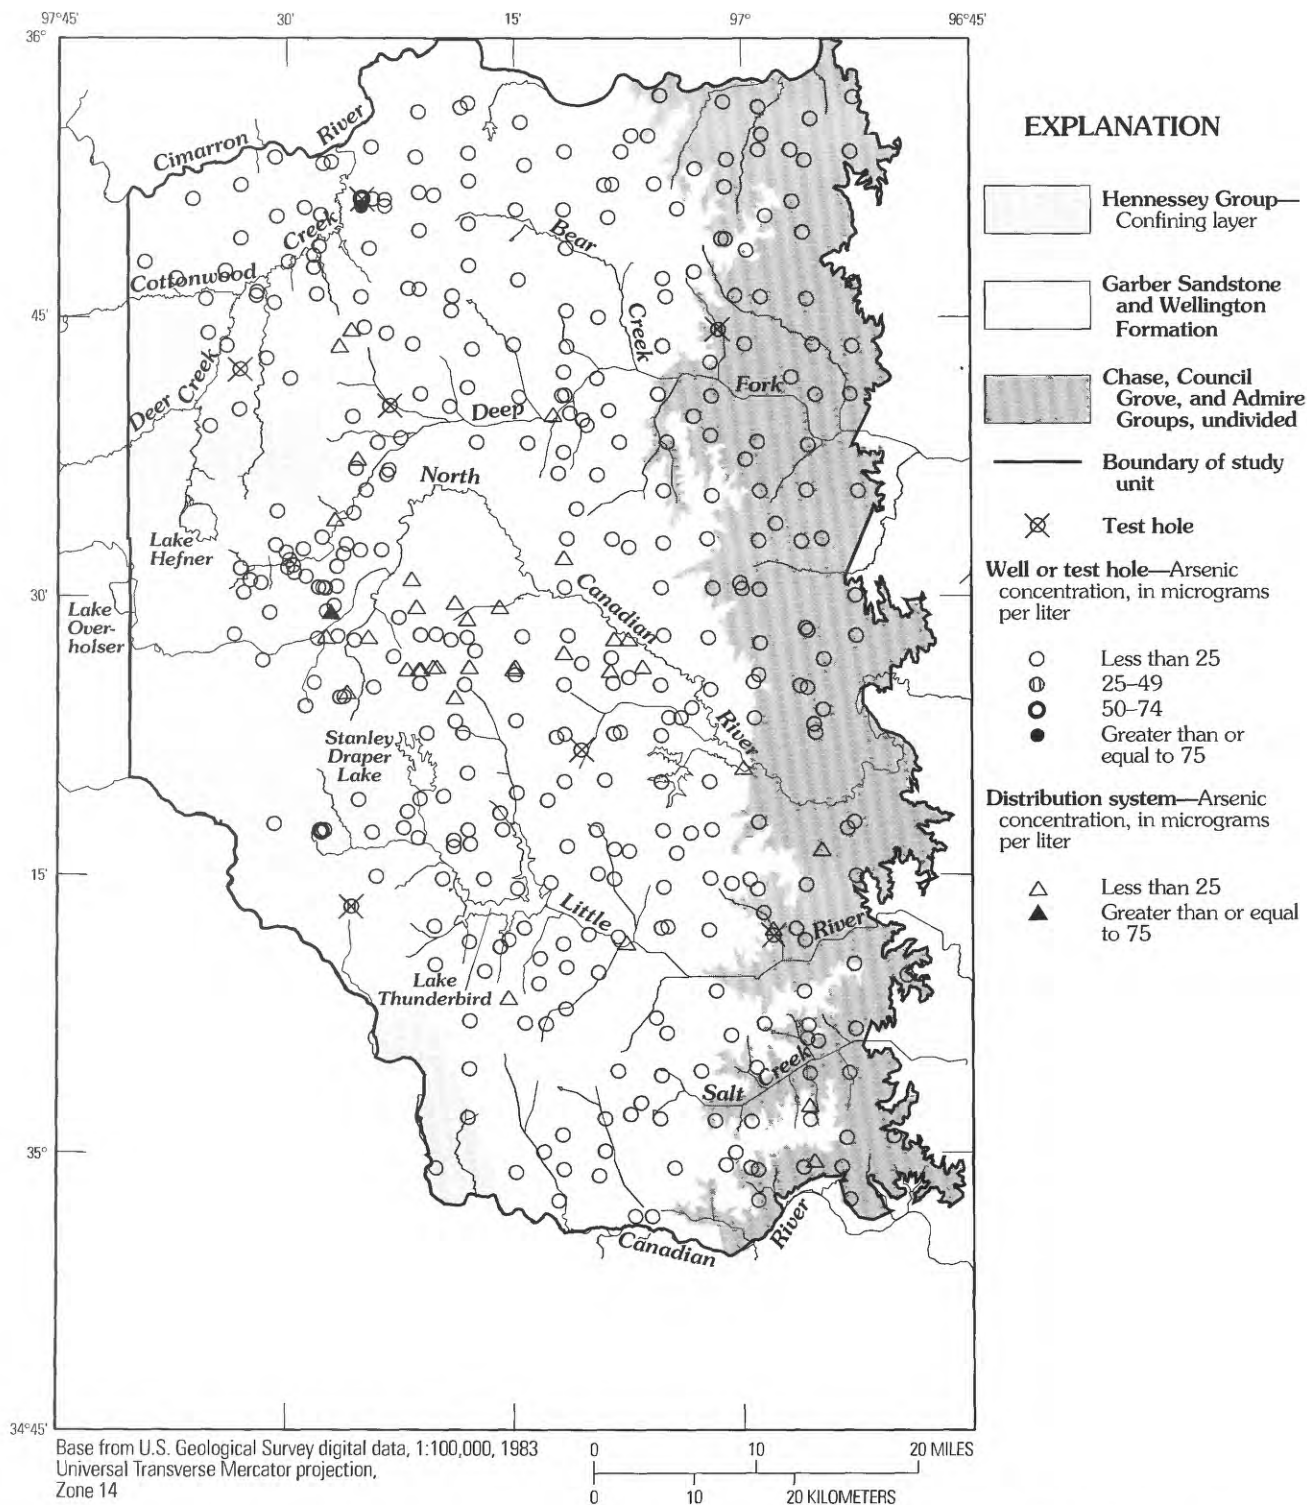 97°45'
30'
15'
97°
96°45'
36°
45'
30'
15'
35°
34°45'
Cimarron
River
Creek
Cottonwood
Bear
Creek
Deer Creek
Deep
Fork
North
Lake
Hefner
Lake
Over-
holser
Canadian
River
Stanley
Draper
Lake
Little
River
Lake
Thunderbird
Salt
Creek
Canadian
River
EXPLANATION
Hennessey Group—
Confining layer
Garber Sandstone
and Wellington
Formation
Chase, Council
Grove, and Admire
Groups, undivided
Boundary of study
unit
Test hole
Well or test hole—Arsenic
concentration, in micrograms
per liter
Less than 25
25–49
50–74
Greater than or
equal to 75
Distribution system—Arsenic
concentration, in micrograms
per liter
Less than 25
Greater than or equal
to 75
Base from U.S. Geological Survey digital data, 1:100,000, 1983
Universal Transverse Mercator projection,
Zone 14
0 10 20 MILES
0 10 20 KILOMETERS